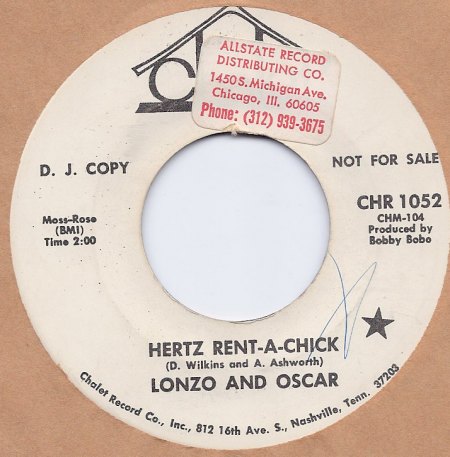 ALLSTATE RECORD
DISTRIBUTING CO.
1450 S. Michigan Ave.
Chicago, Ill. 60605
Phone: (312) 939-3675
D. J. COPY
NOT FOR SALE
Moss-Rose
(BMI)
Time 2:00
CHR 1052
CHM-104
Produced by
Bobby Bobo
HERTZ RENT-A-CHICK
(D. Wilkins and A. Ashworth)
LONZO AND OSCAR
Chalet Record Co., Inc., 812 16th Ave. S., Nashville, Tenn. 37203